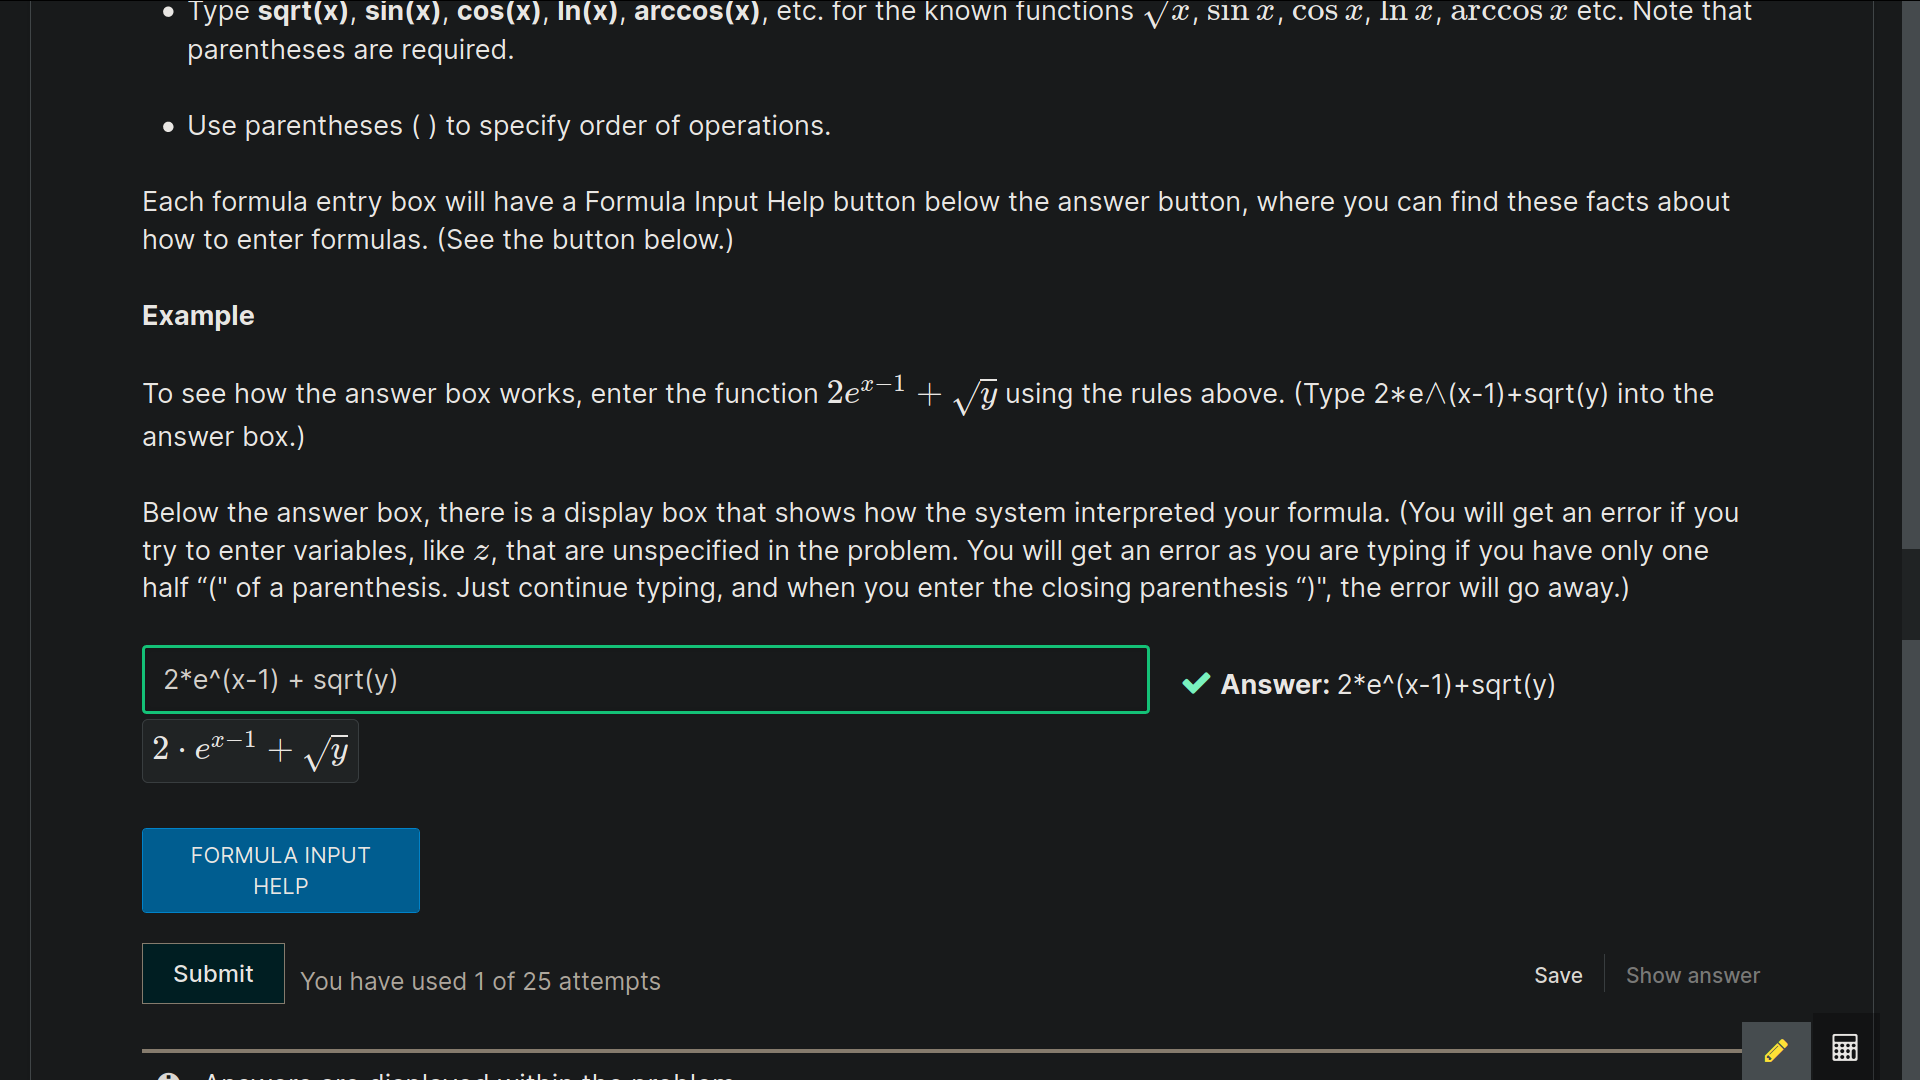 • Type sqrt(x), sin(x), cos(x), ln(x), arccos(x), etc. for the known functions √x, sin x, cos x, ln x, arccos x etc. Note that
parentheses are required.
• Use parentheses ( ) to specify order of operations.
Each formula entry box will have a Formula Input Help button below the answer button, where you can find these facts about
how to enter formulas. (See the button below.)
Example
To see how the answer box works, enter the function 2e^{x−1} + √y using the rules above. (Type 2∗e∧(x-1)+sqrt(y) into the
answer box.)
Below the answer box, there is a display box that shows how the system interpreted your formula. (You will get an error if you
try to enter variables, like z, that are unspecified in the problem. You will get an error as you are typing if you have only one
half “(" of a parenthesis. Just continue typing, and when you enter the closing parenthesis “)", the error will go away.)
2*e^(x-1) + sqrt(y)
Answer: 2*e^(x-1)+sqrt(y)
2 · e^{x−1} + √y
FORMULA INPUT
HELP
Submit
You have used 1 of 25 attempts
Save
Show answer
Answers are displayed within the problem